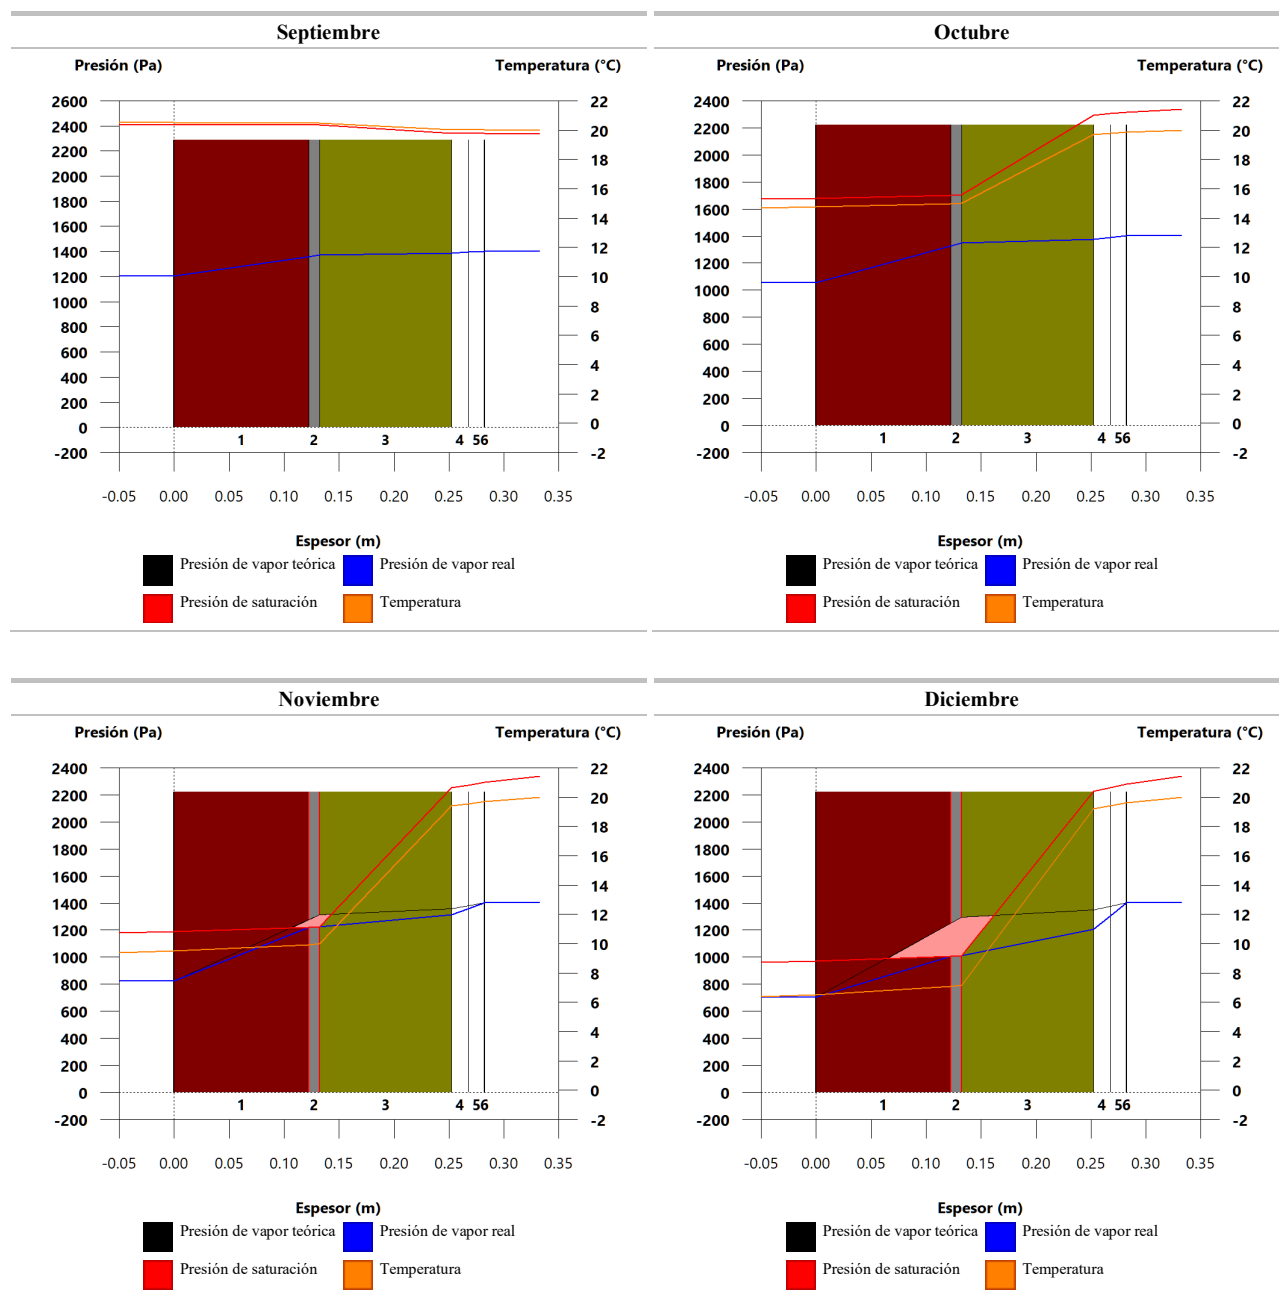 Septiembre
Presión (Pa) Temperatura (°C)
2600 22
2400 20
2200 18
2000
1800 16
1600 14
1400 12
1200 10
1000 8
800 6
600 4
400 2
200 0
0
-200 -2
1 2 3 4 56
-0.05 0.00 0.05 0.10 0.15 0.20 0.25 0.30 0.35
Espesor (m)
Presión de vapor teórica Presión de vapor real
Presión de saturación Temperatura
Octubre
Presión (Pa) Temperatura (°C)
2400 22
2200 20
2000 18
1800 16
1600 14
1400 12
1200 10
1000 8
800 6
600 4
400 2
200 0
0
-200 -2
1 2 3 4 56
-0.05 0.00 0.05 0.10 0.15 0.20 0.25 0.30 0.35
Espesor (m)
Presión de vapor teórica Presión de vapor real
Presión de saturación Temperatura
Noviembre
Presión (Pa) Temperatura (°C)
2400 22
2200 20
2000 18
1800 16
1600 14
1400 12
1200 10
1000 8
800 6
600 4
400 2
200 0
0
-200 -2
1 2 3 4 56
-0.05 0.00 0.05 0.10 0.15 0.20 0.25 0.30 0.35
Espesor (m)
Presión de vapor teórica Presión de vapor real
Presión de saturación Temperatura
Diciembre
Presión (Pa) Temperatura (°C)
2400 22
2200 20
2000 18
1800 16
1600 14
1400 12
1200 10
1000 8
800 6
600 4
400 2
200 0
0
-200 -2
1 2 3 4 56
-0.05 0.00 0.05 0.10 0.15 0.20 0.25 0.30 0.35
Espesor (m)
Presión de vapor teórica Presión de vapor real
Presión de saturación Temperatura